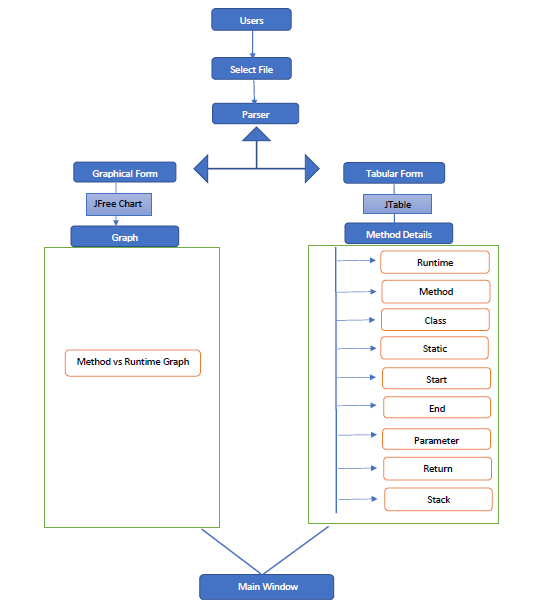 Users
Select File
Parser
Graphical Form
Tabular Form
JFree Chart
JTable
Graph
Method Details
Method vs Runtime Graph
Runtime
Method
Class
Static
Start
End
Parameter
Return
Stack
Main Window